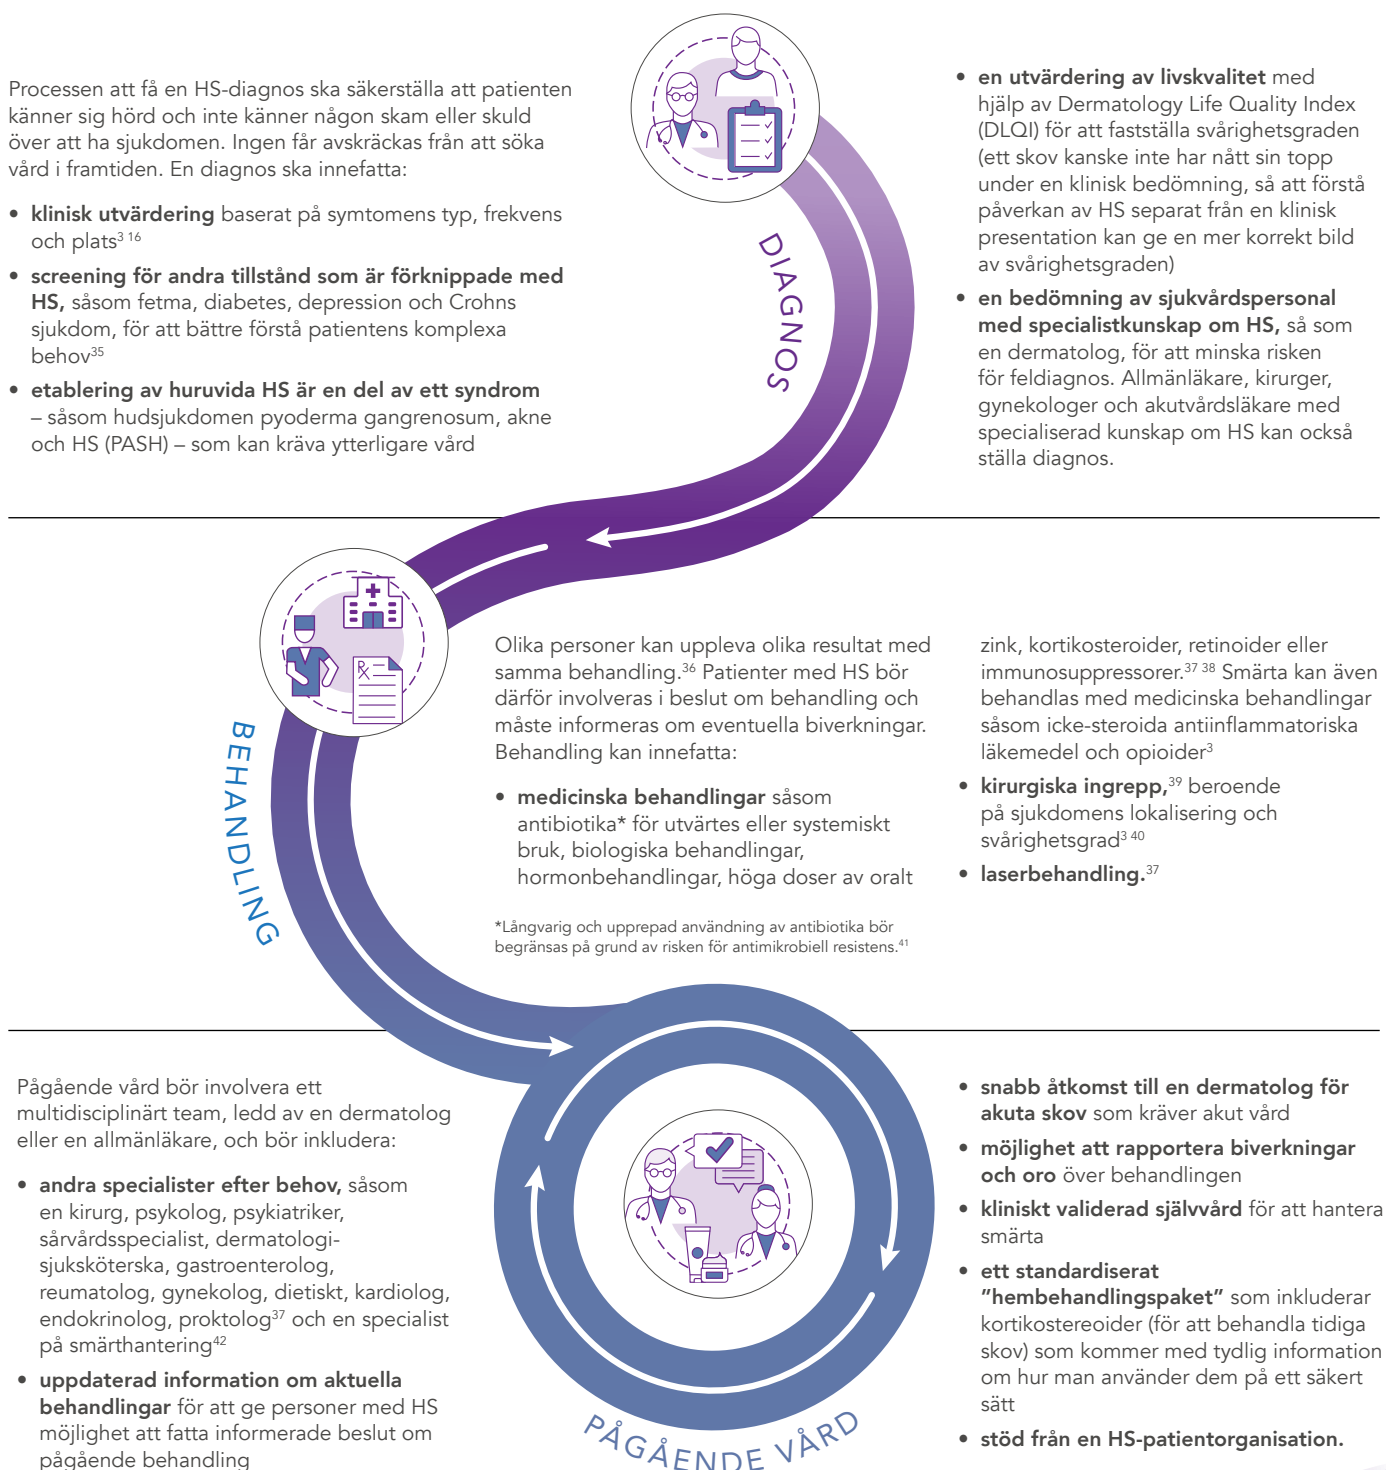 Processen att få en HS-diagnos ska säkerställa att patienten
känner sig hörd och inte känner någon skam eller skuld
över att ha sjukdomen. Ingen får avskräckas från att söka
vård i framtiden. En diagnos ska innefatta:
• klinisk utvärdering baserat på symtomens typ, frekvens
och plats3 16
• screening för andra tillstånd som är förknippade med
HS, såsom fetma, diabetes, depression och Crohns
sjukdom, för att bättre förstå patientens komplexa
behov35
• etablering av huruvida HS är en del av ett syndrom
– såsom hudsjukdomen pyoderma gangrenosum, akne
och HS (PASH) – som kan kräva ytterligare vård
DIAGNOS
• en utvärdering av livskvalitet med
hjälp av Dermatology Life Quality Index
(DLQI) för att fastställa svårighetsgraden
(ett skov kanske inte har nått sin topp
under en klinisk bedömning, så att förstå
påverkan av HS separat från en klinisk
presentation kan ge en mer korrekt bild
av svårighetsgraden)
• en bedömning av sjukvårdspersonal
med specialistkunskap om HS, så som
en dermatolog, för att minska risken
för feldiagnos. Allmänläkare, kirurger,
gynekologer och akutvårdsläkare med
specialiserad kunskap om HS kan också
ställa diagnos.
BEHANDLING
Rx
Olika personer kan uppleva olika resultat med
samma behandling.36 Patienter med HS bör
därför involveras i beslut om behandling och
måste informeras om eventuella biverkningar.
Behandling kan innefatta:
• medicinska behandlingar såsom
antibiotika* för utvärtes eller systemiskt
bruk, biologiska behandlingar,
hormonbehandlingar, höga doser av oralt
*Långvarig och upprepad användning av antibiotika bör
begränsas på grund av risken för antimikrobiell resistens.41
zink, kortikosteroider, retinoider eller
immunosuppressorer.37 38 Smärta kan även
behandlas med medicinska behandlingar
såsom icke-steroida antiinflammatoriska
läkemedel och opioider3
• kirurgiska ingrepp,39 beroende
på sjukdomens lokalisering och
svårighetsgrad3 40
• laserbehandling.37
Pågående vård bör involvera ett
multidisciplinärt team, ledd av en dermatolog
eller en allmänläkare, och bör inkludera:
• andra specialister efter behov, såsom
en kirurg, psykolog, psykiatriker,
sårvårdsspecialist, dermatologi-
sjuksköterska, gastroenterolog,
reumatolog, gynekolog, dietiskt, kardiolog,
endokrinolog, proktolog37 och en specialist
på smärthantering42
• uppdaterad information om aktuella
behandlingar för att ge personer med HS
möjlighet att fatta informerade beslut om
pågående behandling
PÅGÅENDE VÅRD
• snabb åtkomst till en dermatolog för
akuta skov som kräver akut vård
• möjlighet att rapportera biverkningar
och oro över behandlingen
• kliniskt validerad självvård för att hantera
smärta
• ett standardiserat
”hembehandlingspaket” som inkluderar
kortikostereoider (för att behandla tidiga
skov) som kommer med tydlig information
om hur man använder dem på ett säkert
sätt
• stöd från en HS-patientorganisation.